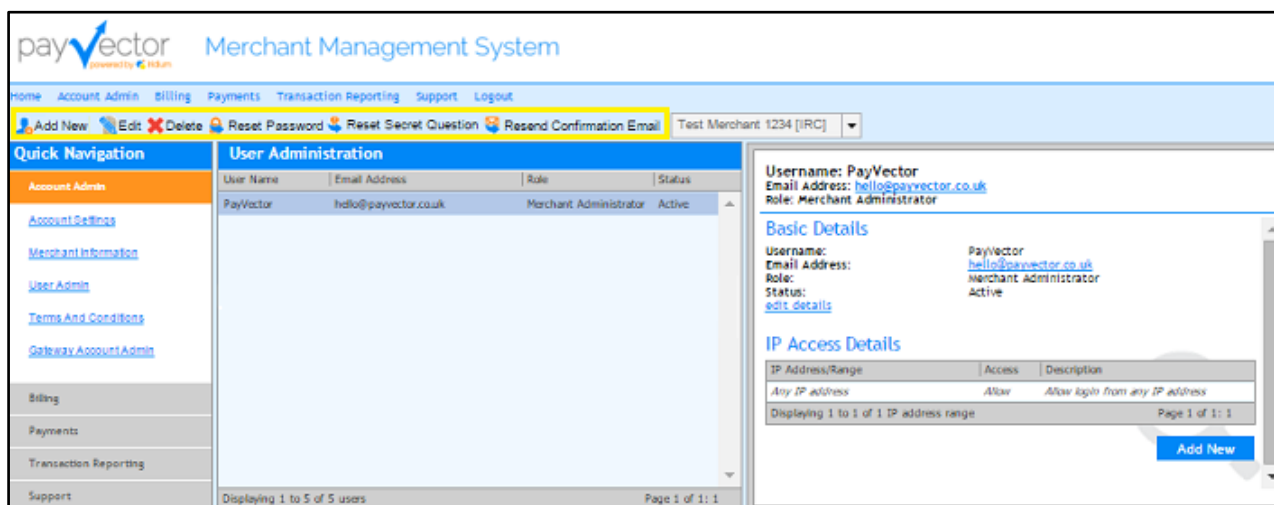 payvector
powered by iridium
Merchant Management System
Home Account Admin Billing Payments Transaction Reporting Support Logout
Add New Edit Delete Reset Password Reset Secret Question Resend Confirmation Email Test Merchant 1234 [IRC]
Quick Navigation
Account Admin
Account Settings
Merchant Information
User Admin
Terms And Conditions
Gateway Account Admin
Billing
Payments
Transaction Reporting
Support
User Administration
User Name Email Address Role Status
PayVector hello@payvector.co.uk Merchant Administrator Active
Displaying 1 to 5 of 5 users Page 1 of 1: 1
Username: PayVector
Email Address: hello@payvector.co.uk
Role: Merchant Administrator
Basic Details
Username: PayVector
Email Address: hello@payvector.co.uk
Role: Merchant Administrator
Status: Active
edit details
IP Access Details
IP Address/Range Access Description
Any IP address Allow Allow login from any IP address
Displaying 1 to 1 of 1 IP address range Page 1 of 1: 1
Add New